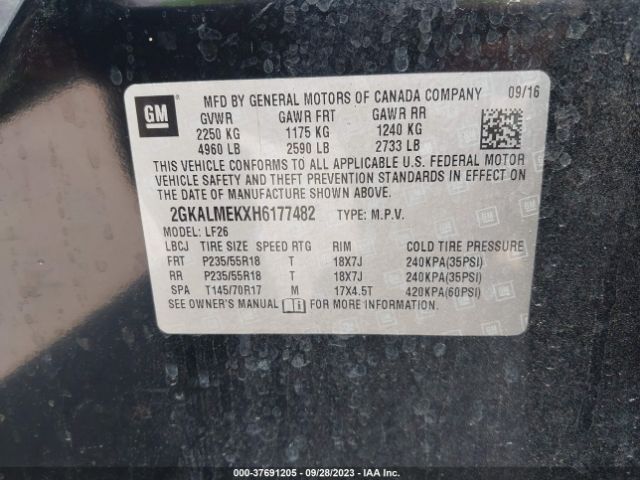 GM
MFD BY GENERAL MOTORS OF CANADA COMPANY 09/16
GVWR GAWR FRT GAWR RR
2250 KG 1175 KG 1240 KG
4960 LB 2590 LB 2733 LB
THIS VEHICLE CONFORMS TO ALL APPLICABLE U.S. FEDERAL MOTOR
VEHICLE SAFETY AND THEFT PREVENTION STANDARDS IN EFFECT ON
THE DATE OF MANUFACTURE SHOWN ABOVE.
2GKALMEKXH6177482 TYPE: M.P.V.
MODEL: LF26
LBCJ TIRE SIZE SPEED RTG RIM COLD TIRE PRESSURE
FRT P235/55R18 T 18X7J 240KPA(35PSI)
RR P235/55R18 T 18X7J 240KPA(35PSI)
SPA T145/70R17 M 17X4.5T 420KPA(60PSI)
SEE OWNER'S MANUAL FOR MORE INFORMATION.
000-37691205 - 09/28/2023 - IAA Inc.